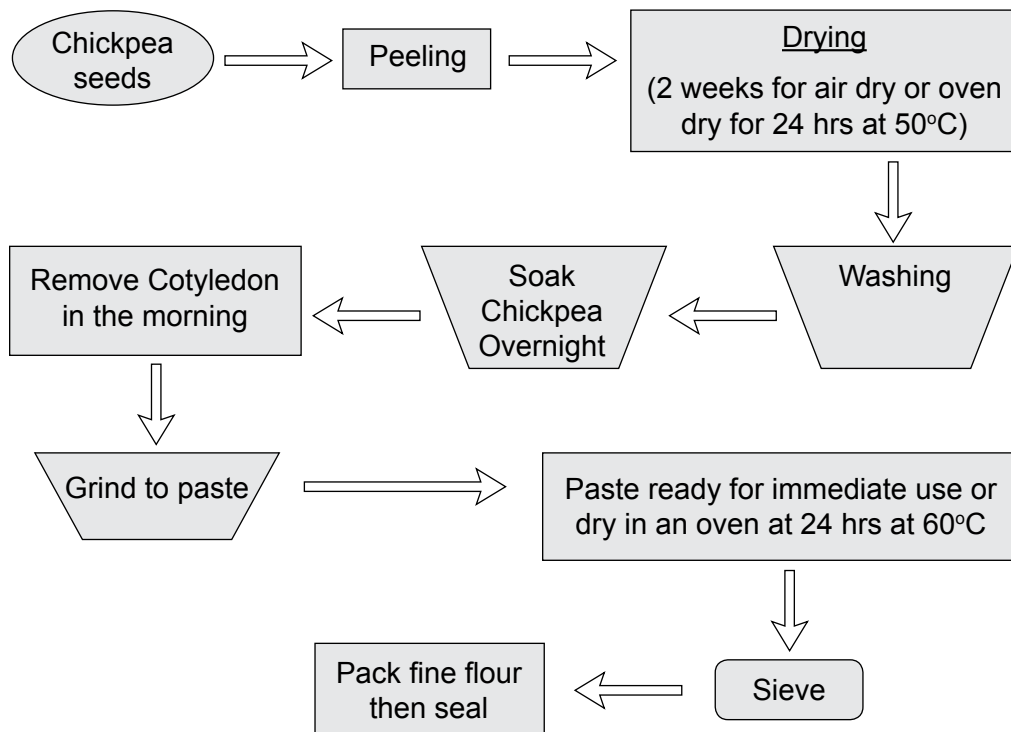 Chickpea
seeds
Peeling
Drying
(2 weeks for air dry or oven
dry for 24 hrs at 50°C)
Washing
Soak
Chickpea
Overnight
Remove Cotyledon
in the morning
Grind to paste
Paste ready for immediate use or
dry in an oven at 24 hrs at 60°C
Sieve
Pack fine flour
then seal